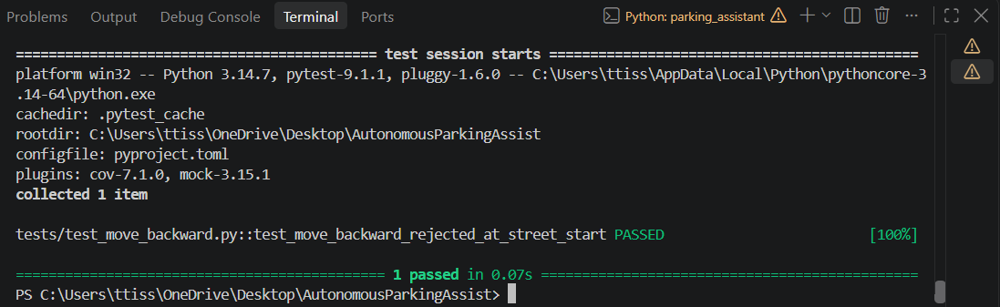 Problems Output Debug Console Terminal Ports Python: parking_assistant
============================================ test session starts =============================================
platform win32 -- Python 3.14.7, pytest-9.1.1, pluggy-1.6.0 -- C:\Users\ttiss\AppData\Local\Python\pythoncore-3
.14-64\python.exe
cachedir: .pytest_cache
rootdir: C:\Users\ttiss\OneDrive\Desktop\AutonomousParkingAssist
configfile: pyproject.toml
plugins: cov-7.1.0, mock-3.15.1
collected 1 item
tests/test_move_backward.py::test_move_backward_rejected_at_street_start PASSED [100%]
============================================= 1 passed in 0.07s ==============================================
PS C:\Users\ttiss\OneDrive\Desktop\AutonomousParkingAssist>